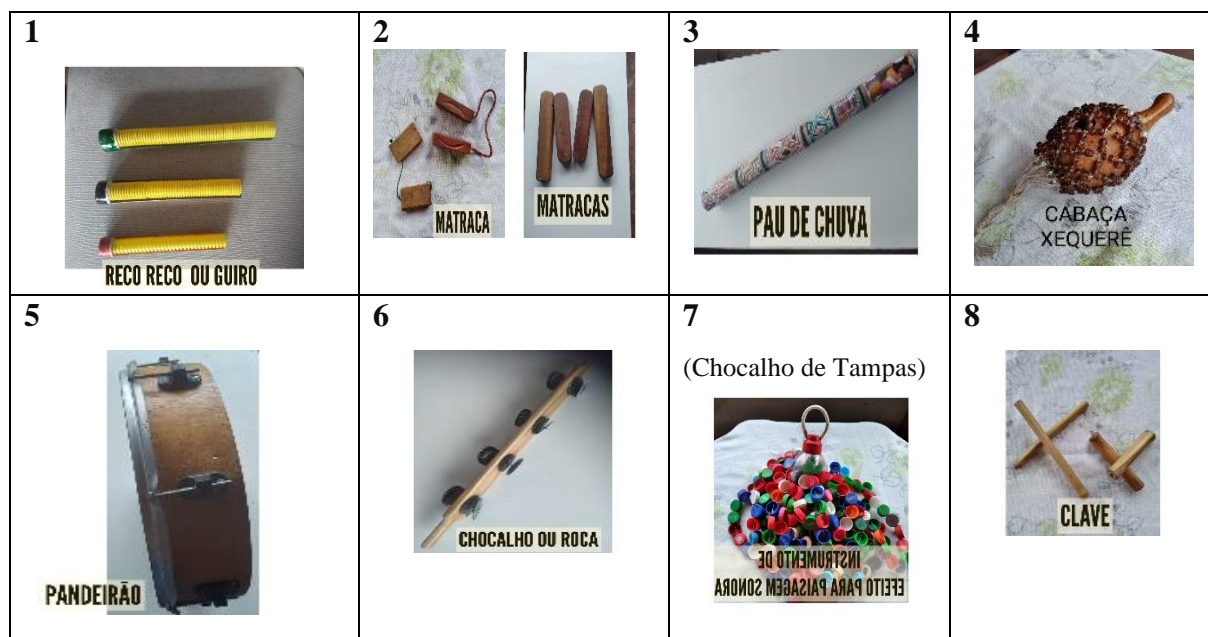 1
RECO RECO OU GUIRO
2
MATRACA
MATRACAS
3
PAU DE CHUVA
4
CABAÇA
XEQUERÊ
5
PANDEIRÃO
6
CHOCALHO OU ROCA
7
(Chocalho de Tampas)
INSTRUMENTO DE
EFEITO PARA PAISAGEM SONORA
8
CLAVE